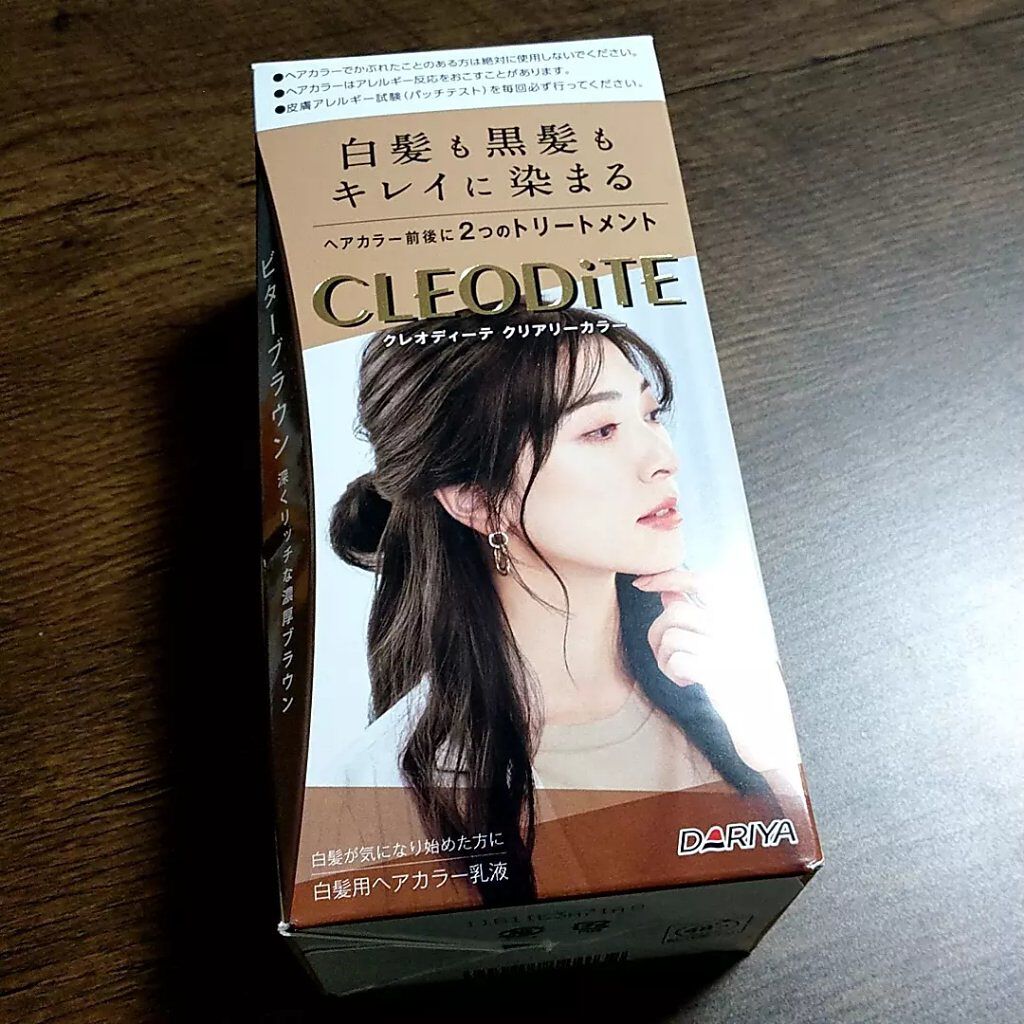 ●ヘアカラーでかぶれたことのある方は絶対に使用しないでください。
●ヘアカラーはアレルギー反応をおこすことがあります。
●皮膚アレルギー試験(パッチテスト)を毎回必ず行ってください。
白髪も黒髪も
キレイに染まる
ヘアカラー前後に2つのトリートメント
CLEODiTE
クレオディーテ クリアリーカラー
ビターブラウン 深くリッチな濃厚ブラウン
白髪が気になり始めた方に
白髪用ヘアカラー乳液
DARIYA